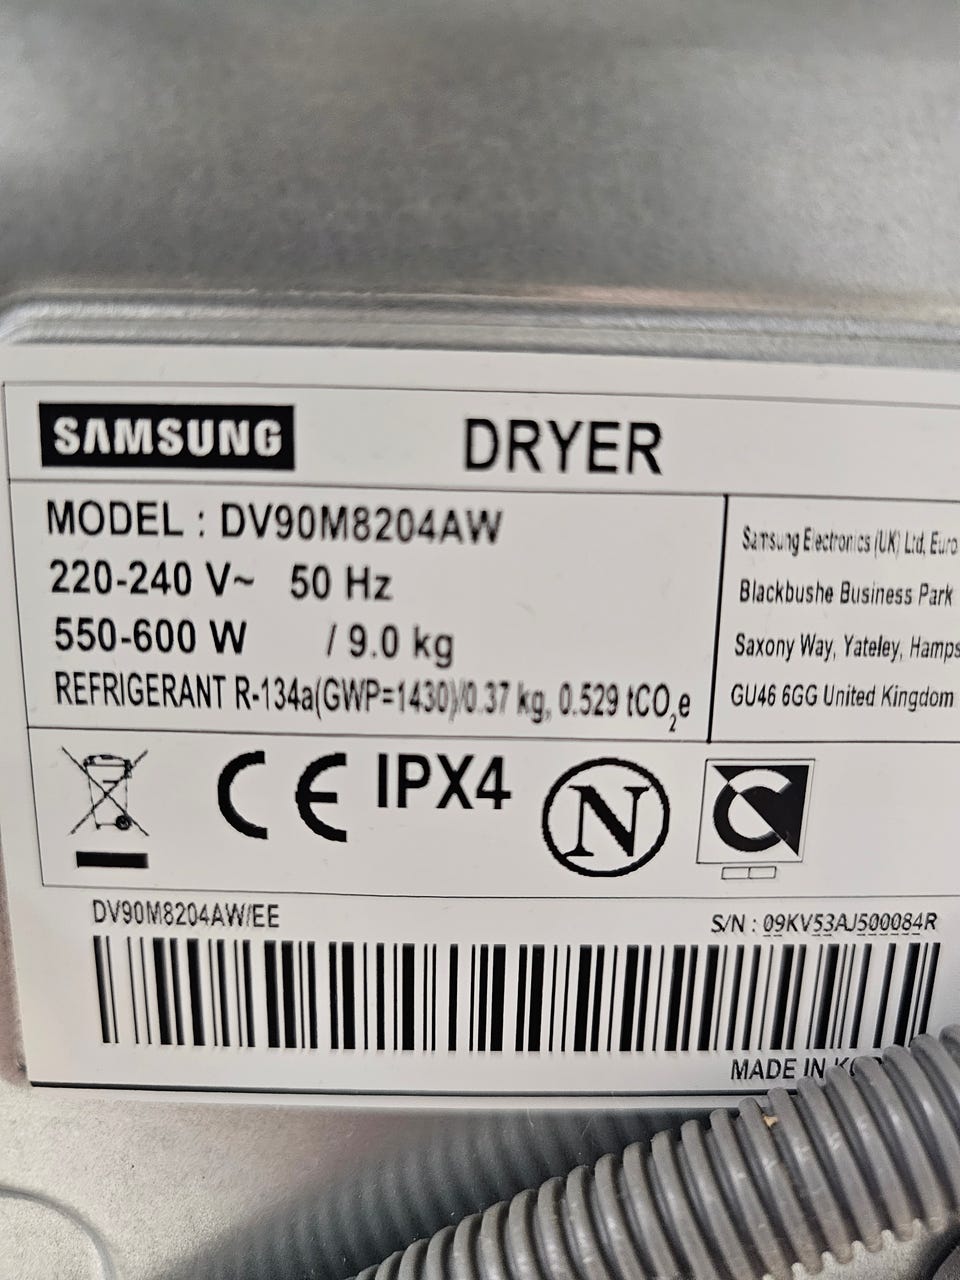 SAMSUNG
DRYER
MODEL : DV90M8204AW
220-240 V~ 50 Hz
550-600 W / 9.0 kg
REFRIGERANT R-134a(GWP=1430)/0.37 kg, 0.529 tCO2e
Samsung Electronics (UK) Ltd, Euro
Blackbushe Business Park
Saxony Way, Yateley, Hamps
GU46 6GG United Kingdom
CE IPX4 N C
DV90M8204AW/EE
S/N : 09KV53AJ500084R
MADE IN